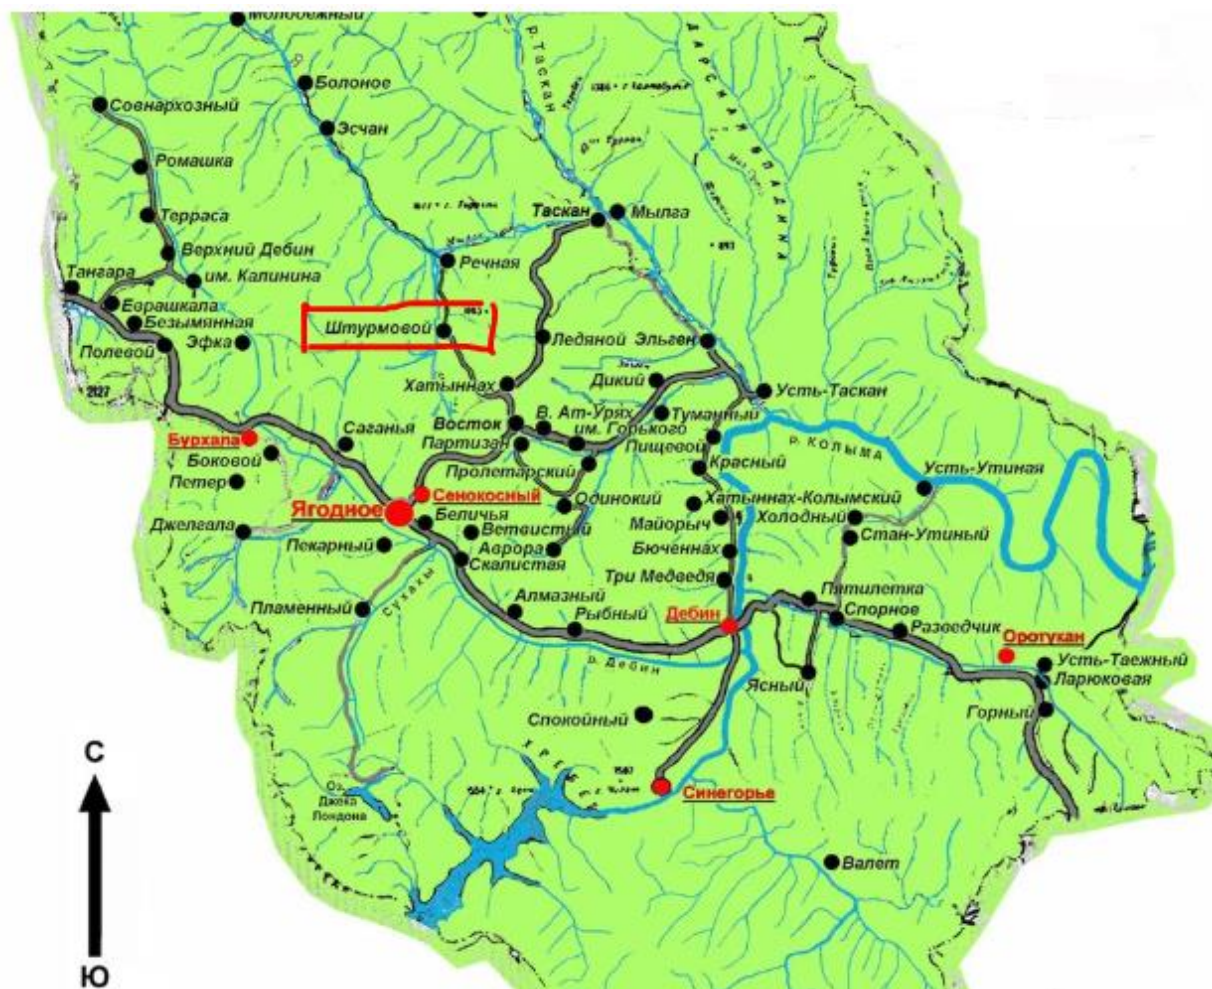 Молодежный
р. Таскан
ДАРСКАЯ ВПАДИНА
Болоное
Совнархозный
Эсчан
Ромашка
Терраса
Таскан
Мылга
Верхний Дебин
Речная
Тангара
им. Калинина
Еврашкала
Безымянная
Штурмовой
Полевой
Эфка
Ледяной
Эльген
Хатыннах
Дикий
Усть-Таскан
В. Ат-Урях
Туманный
Восток
им. Горького
Бурхала
Саганья
Партизан
Пищевой
р. КОЛЫМА
Боковой
Пролетарский
Красный
Усть-Утиная
Петер
Сенокосный
Одинокий
Хатыннах-Колымский
Ягодное
Беличья
Майорыч
Холодный
Джелгала
Ветвистый
Стан-Утиный
Пекарный
Аврора
Бюченнах
Скалистая
Три Медведя
Пятилетка
Пламенный
Сухахы
Алмазный
Рыбный
Дебин
Спорное
Разведчик
Оротукан
р. Дебин
Усть-Таежный
Ясный
Ларюковая
Спокойный
Горный
С
ХРЕБЕТ
Оз.
Джека
Лондона
Синегорье
Валет
Ю